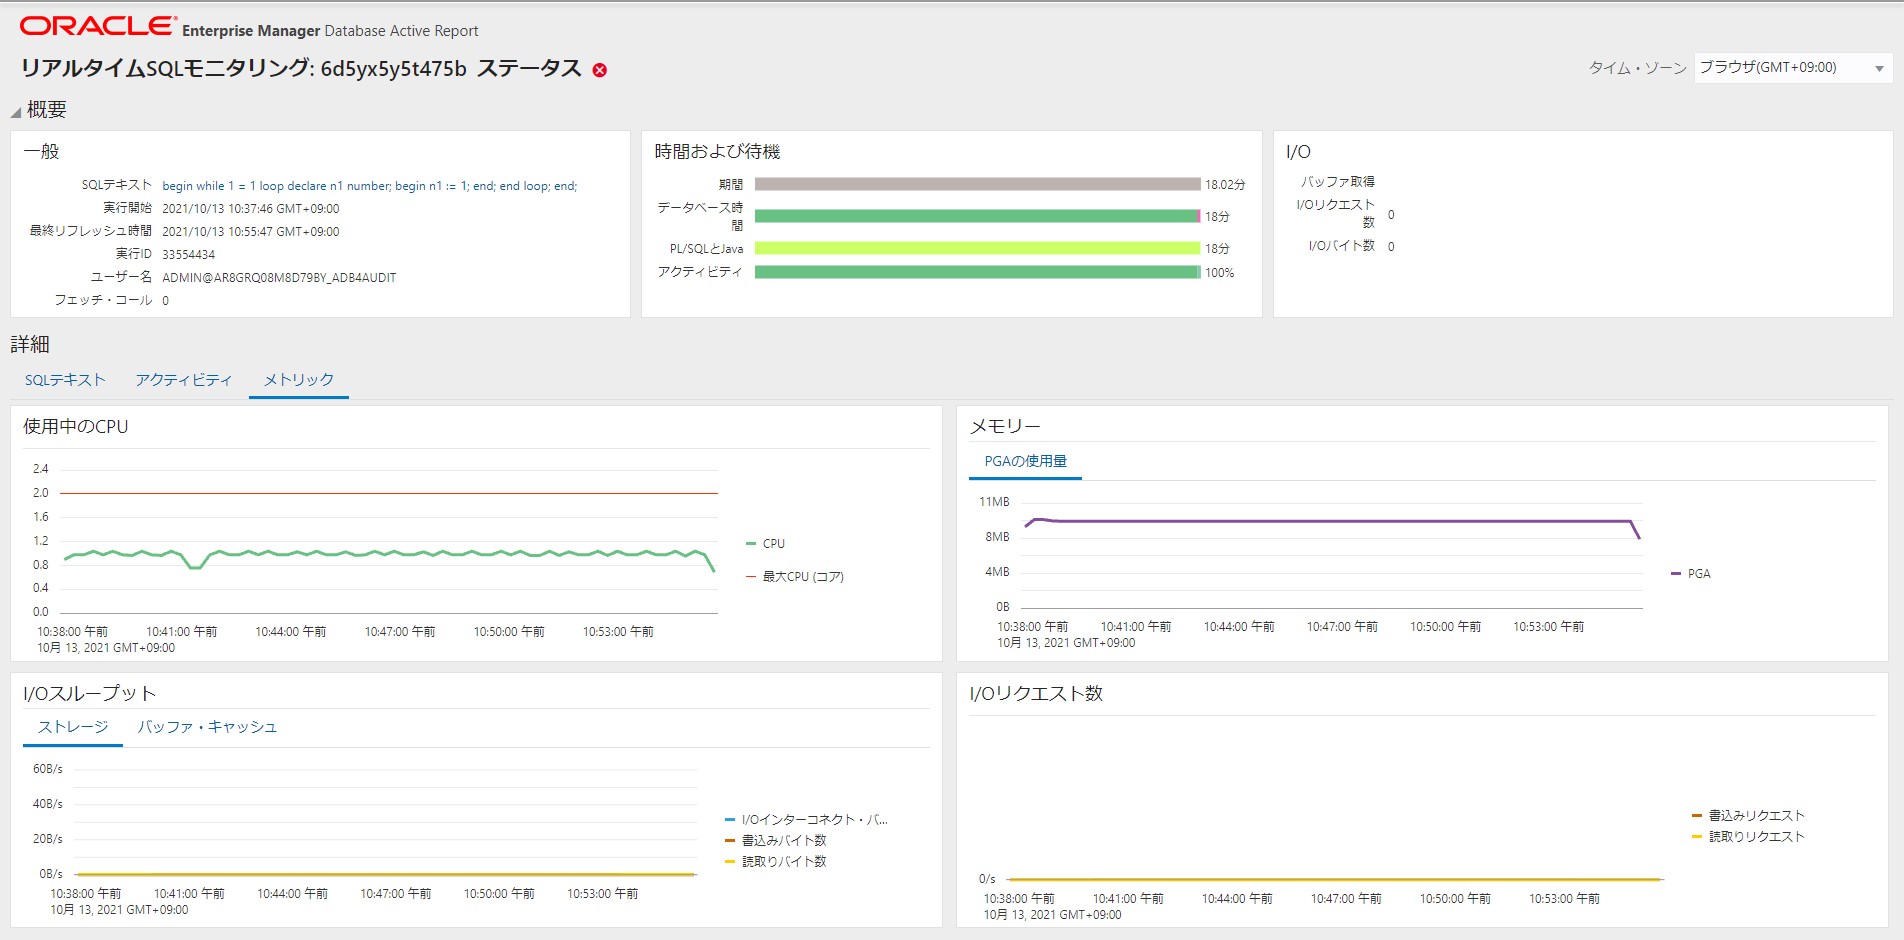 ORACLE Enterprise Manager Database Active Report
リアルタイムSQLモニタリング: 6d5yx5y5t475b ステータス
タイム・ゾーン ブラウザ(GMT+09:00)
概要
一般
SQLテキスト begin while 1 = 1 loop declare n1 number; begin n1 := 1; end; end loop; end;
実行開始 2021/10/13 10:37:46 GMT+09:00
最終リフレッシュ時間 2021/10/13 10:55:47 GMT+09:00
実行ID 33554434
ユーザー名 ADMIN@AR8GRQ08M8D79BY_ADB4AUDIT
フェッチ・コール 0
時間および待機
期間 18.02分
データベース時
間 18分
PL/SQLとJava 18分
アクティビティ 100%
I/O
バッファ取得
I/Oリクエスト
数 0
I/Oバイト数 0
詳細
SQLテキスト アクティビティ メトリック
使用中のCPU
2.4
2.0
1.6
1.2
0.8
0.4
0.0
10:38:00 午前 10:41:00 午前 10:44:00 午前 10:47:00 午前 10:50:00 午前 10:53:00 午前
10月 13, 2021 GMT+09:00
CPU
最大CPU (コア)
メモリー
PGAの使用量
11MB
8MB
4MB
0B
10:38:00 午前 10:41:00 午前 10:44:00 午前 10:47:00 午前 10:50:00 午前 10:53:00 午前
10月 13, 2021 GMT+09:00
PGA
I/Oスループット
ストレージ バッファ・キャッシュ
60B/s
40B/s
20B/s
0B/s
10:38:00 午前 10:41:00 午前 10:44:00 午前 10:47:00 午前 10:50:00 午前 10:53:00 午前
10月 13, 2021 GMT+09:00
I/Oインターコネクト・バ...
書込みバイト数
読取りバイト数
I/Oリクエスト数
0/s
10:38:00 午前 10:41:00 午前 10:44:00 午前 10:47:00 午前 10:50:00 午前 10:53:00 午前
10月 13, 2021 GMT+09:00
書込みリクエスト
読取りリクエスト